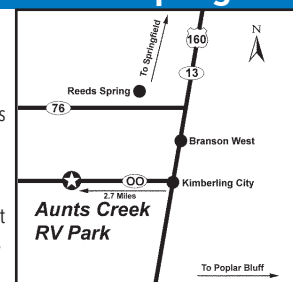 To Springfield
160
N
13
Reeds Spring
76
Branson West
OO
Kimberling City
2.7 Miles
Aunts Creek
RV Park
To Poplar Bluff